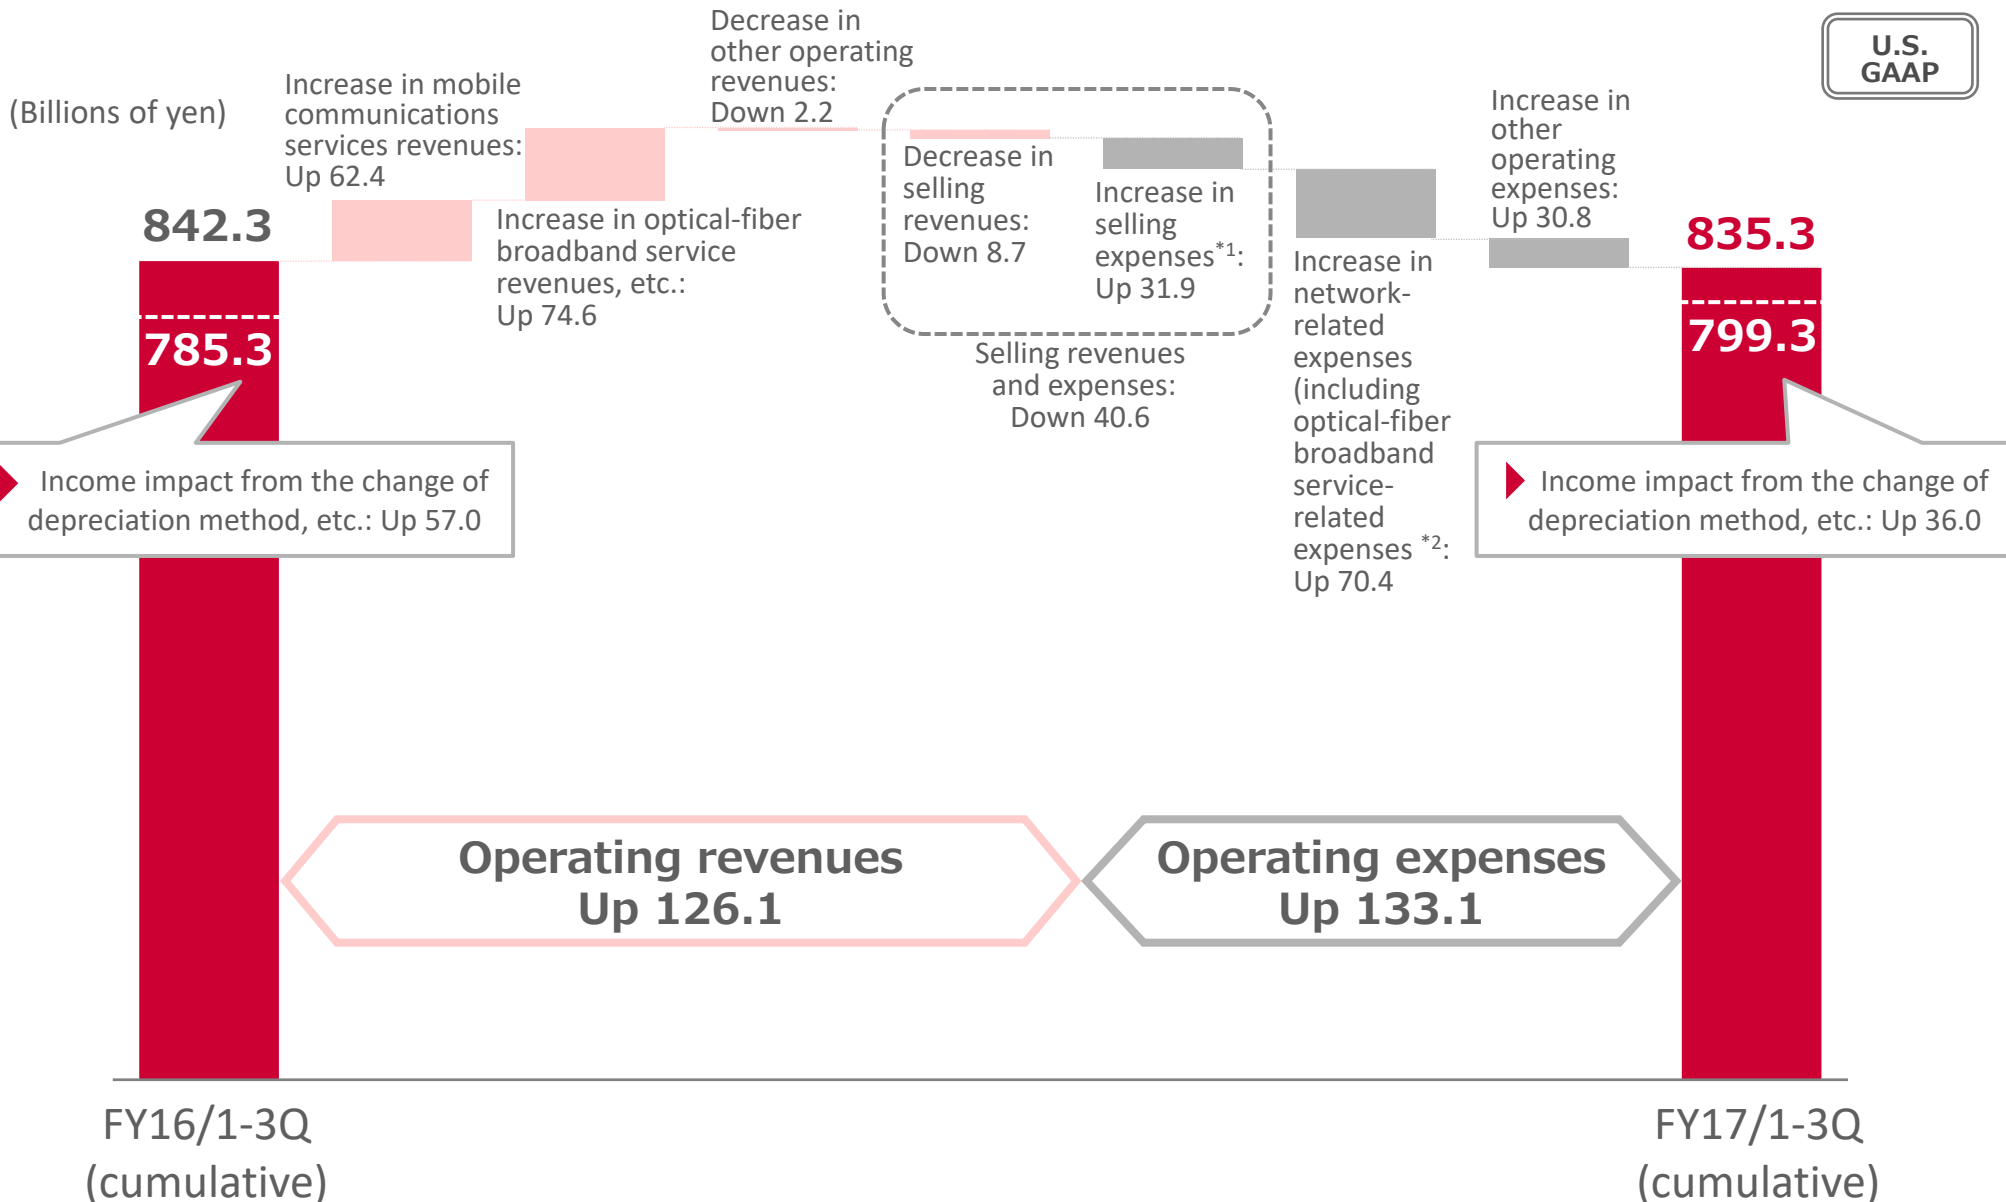 (Billions of yen)
U.S.
GAAP
842.3
785.3
Income impact from the change of
depreciation method, etc.: Up 57.0
Increase in mobile
communications
services revenues:
Up 62.4
Increase in optical-fiber
broadband service
revenues, etc.:
Up 74.6
Decrease in
other operating
revenues:
Down 2.2
Decrease in
selling
revenues:
Down 8.7
Increase in
selling
expenses*1:
Up 31.9
Selling revenues
and expenses:
Down 40.6
Increase in
network-
related
expenses
(including
optical-fiber
broadband
service-
related
expenses *2:
Up 70.4
Increase in
other
operating
expenses:
Up 30.8
835.3
799.3
Income impact from the change of
depreciation method, etc.: Up 36.0
Operating revenues
Up 126.1
Operating expenses
Up 133.1
FY16/1-3Q
(cumulative)
FY17/1-3Q
(cumulative)